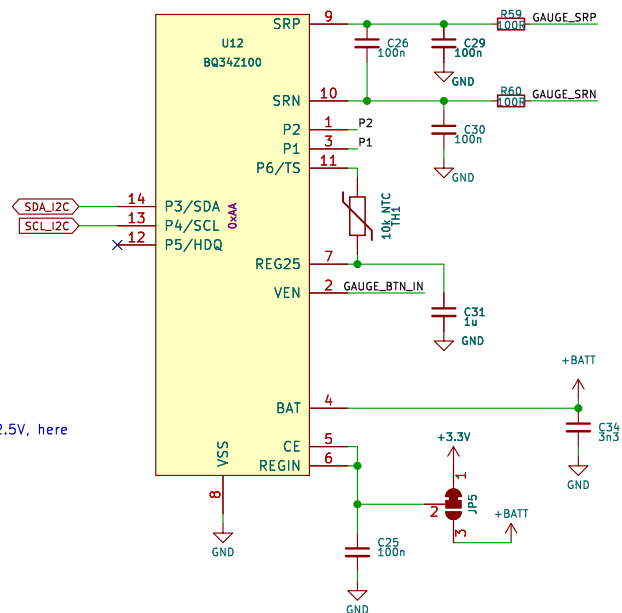 SRP 9
R59
GAUGE_SRP
U12
C26
100n
C29
100n
100R
BQ34Z100
GND
R60
GAUGE_SRN
SRN 10
100R
P2 1 P2
C30
100n
P1 3 P1
P6/TS 11
GND
SDA_I2C 14 P3/SDA
SCL_I2C 13 P4/SCL
12 P5/HDQ
0xAA
10k NTC
TH1
REG25 7
VEN 2 GAUGE_BTN_IN
C31
1u
GND
+BATT
BAT 4
2.5V, here
C34
3n3
CE 5
+3.3V
REGIN 6
VSS
8
GND
1
JP5
2
3
+BATT
GND
C25
100n
GND